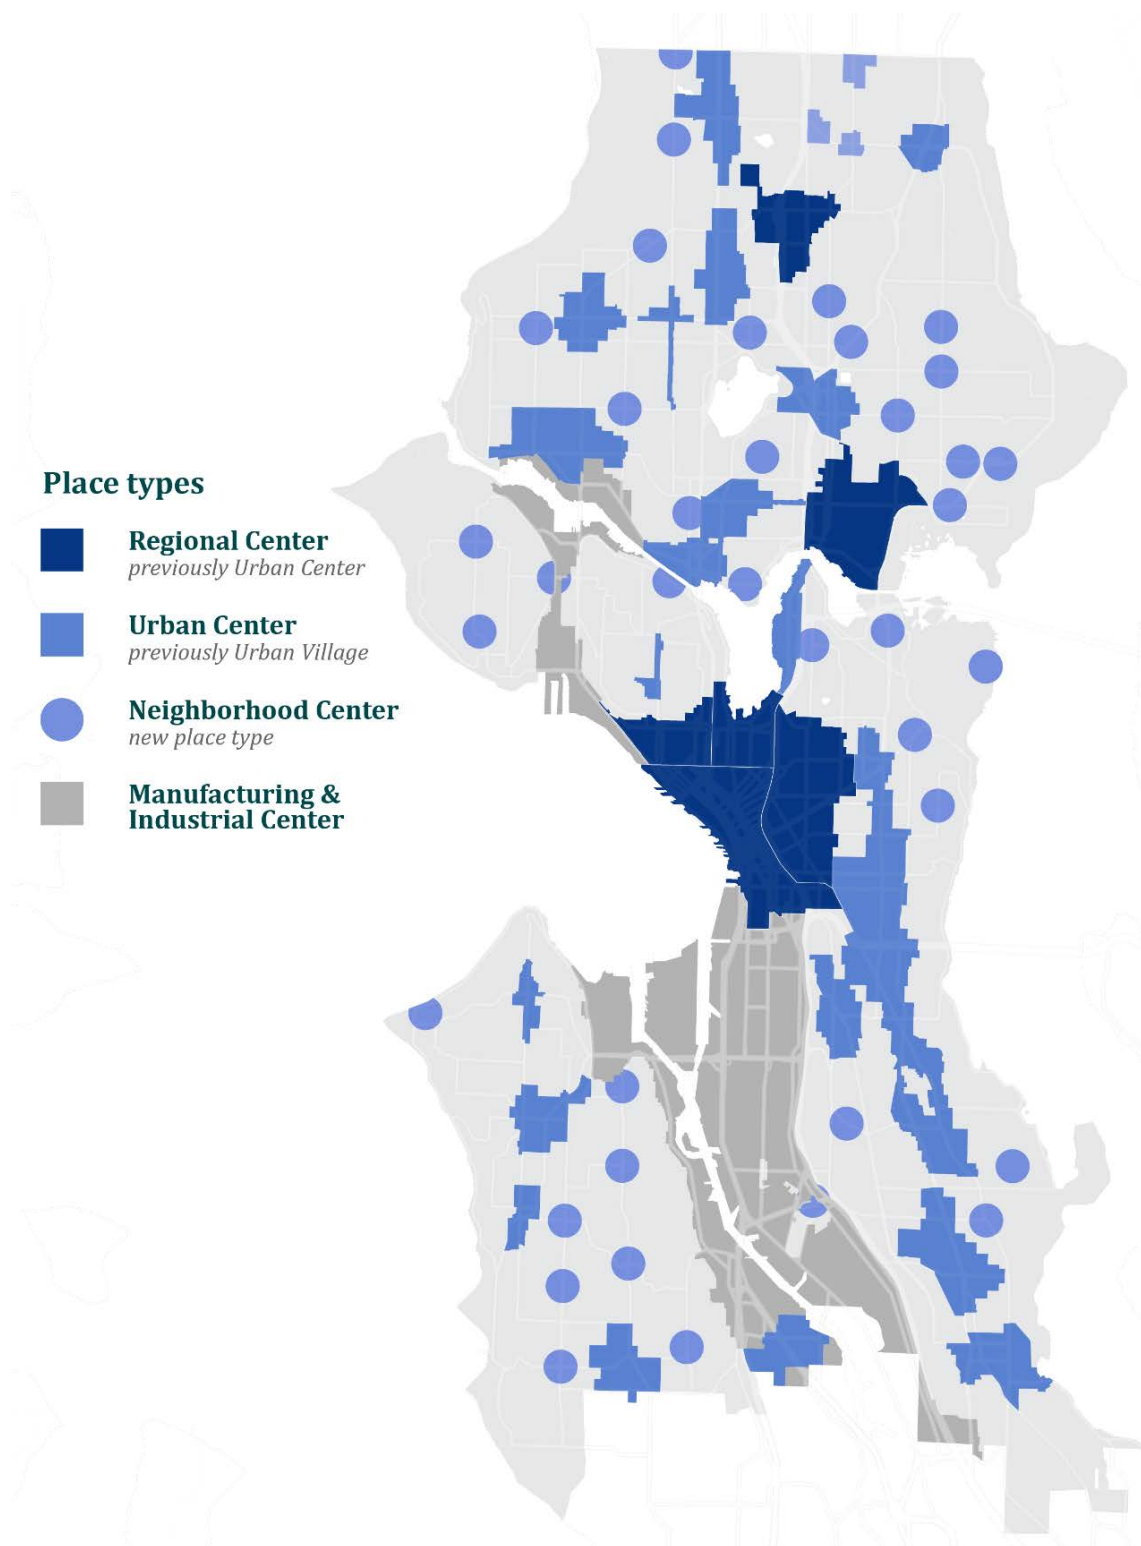 Place types
Regional Center
previously Urban Center
Urban Center
previously Urban Village
Neighborhood Center
new place type
Manufacturing &
Industrial Center